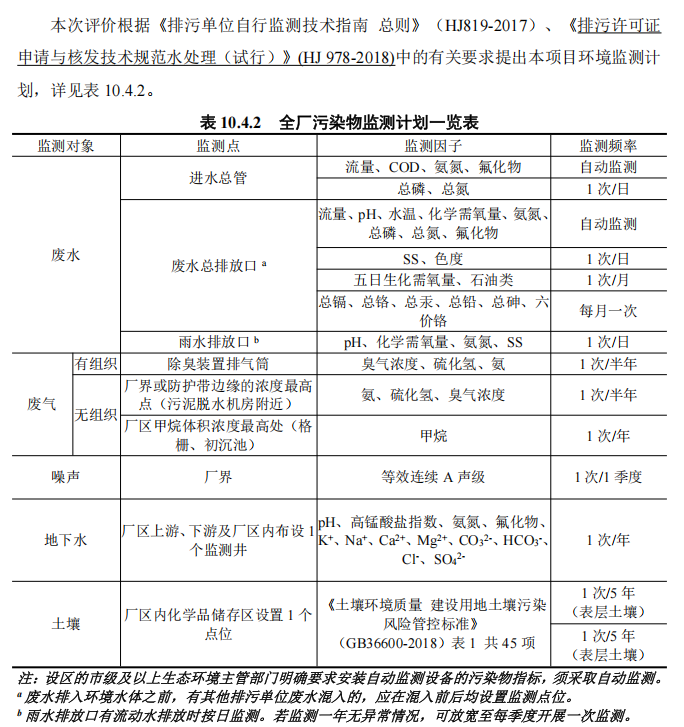 本次评价根据《排污单位自行监测技术指南 总则》（HJ819-2017）、《排污许可证
申请与核发技术规范水处理（试行）》(HJ 978-2018)中的有关要求提出本项目环境监测计
划，详见表 10.4.2。
表 10.4.2 全厂污染物监测计划一览表
监测对象 监测点 监测因子 监测频率
废水 进水总管 流量、COD、氨氮、氟化物 自动监测
总磷、总氮 1 次/日
废水总排放口 a 流量、pH、水温、化学需氧量、氨氮、
总磷、总氮、氟化物 自动监测
SS、色度 1 次/日
五日生化需氧量、石油类 1 次/月
总镉、总铬、总汞、总铅、总砷、六
价铬 每月一次
雨水排放口 b pH、化学需氧量、氨氮、SS 1 次/日
废气 有组织 除臭装置排气筒 臭气浓度、硫化氢、氨 1 次/半年
无组织 厂界或防护带边缘的浓度最高
点（污泥脱水机房附近） 氨、硫化氢、臭气浓度 1 次/半年
厂区甲烷体积浓度最高处（格
栅、初沉池） 甲烷 1 次/年
噪声 厂界 等效连续 A 声级 1 次/1 季度
地下水 厂区上游、下游及厂区内布设 1
个监测井 pH、高锰酸盐指数、氨氮、氟化物、
K+、Na+、Ca2+、Mg2+、CO32-、HCO3-、
Cl-、SO42- 1 次/年
土壤 厂区内化学品储存区设置 1 个
点位 《土壤环境质量 建设用地土壤污染
风险管控标准》
（GB36600-2018）表 1 共 45 项 1 次/5 年
（表层土壤）
1 次/5 年
（表层土壤）
注：设区的市级及以上生态环境主管部门明确要求安装自动监测设备的污染物指标，须采取自动监测。
a 废水排入环境水体之前，有其他排污单位废水混入的，应在混入前后均设置监测点位。
b 雨水排放口有流动水排放时按日监测。若监测一年无异常情况，可放宽至每季度开展一次监测。